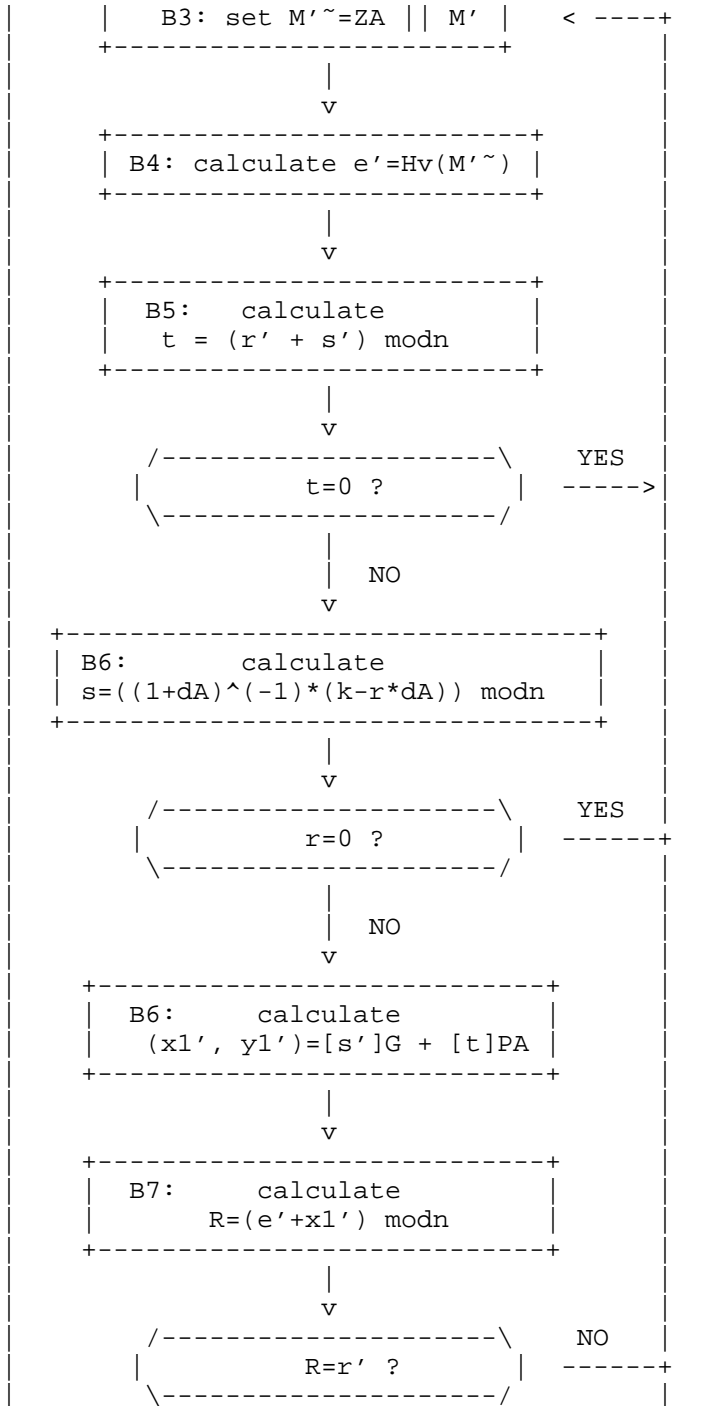 B3: set M'~=ZA || M' | < ----+
B4: calculate e'=Hv(M'~)
B5: calculate
t = (r' + s') modn
YES
t=0 ? ----->
NO
B6: calculate
s=((1+dA)^(-1)*(k-r*dA)) modn
YES
r=0 ? ------+
NO
B6: calculate
(x1', y1')=[s']G + [t]PA
B7: calculate
R=(e'+x1') modn
NO
R=r' ? ------+